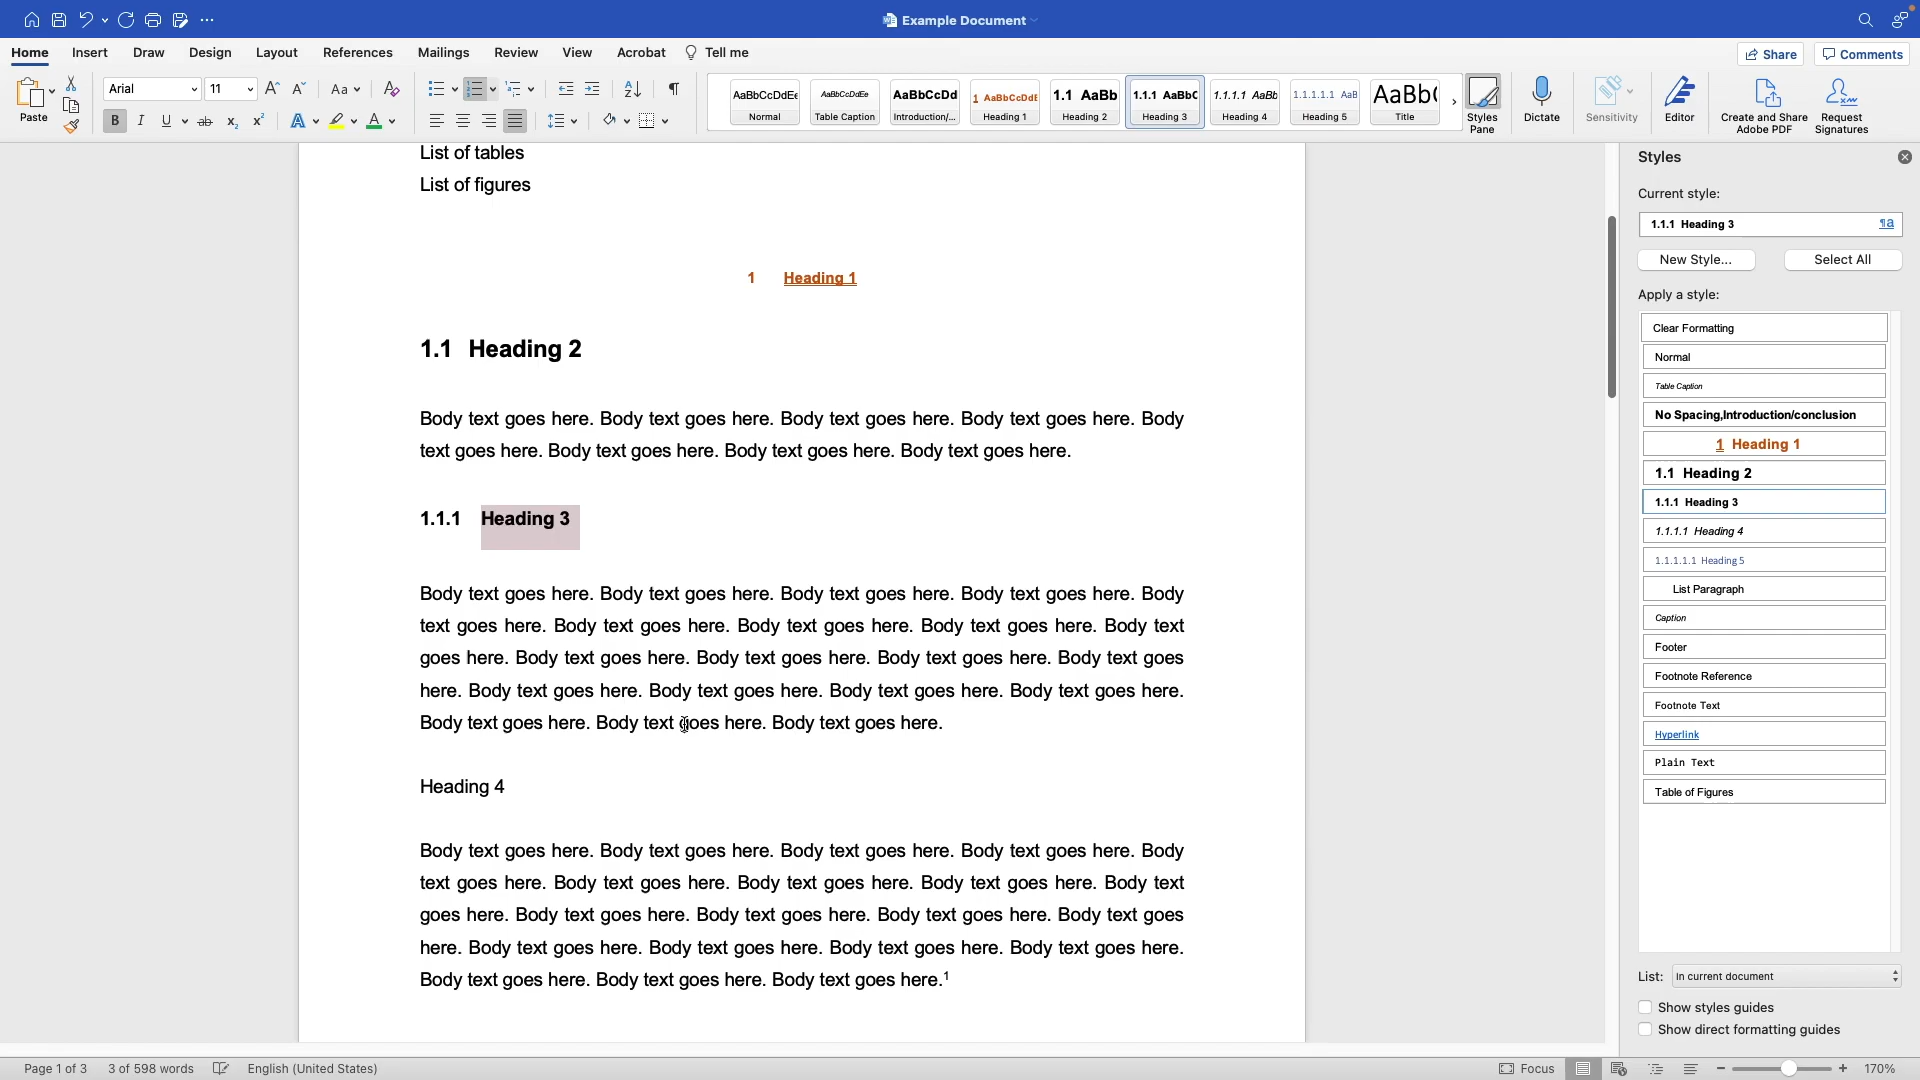 Example Document
Home Insert Draw Design Layout References Mailings Review View Acrobat Tell me
Share Comments
Paste
Arial 11 Aa
B I U ab x₂ x² A A
AaBbCcDdEe Normal
AaBbCcDdEe Table Caption
AaBbCcDd Introduction/...
1 AaBbCcDdE Heading 1
1.1 AaBb Heading 2
1.1.1 AaBbC Heading 3
1.1.1.1 AaBb Heading 4
1.1.1.1.1 AaB Heading 5
AaBb( Title
Styles Pane
Dictate
Sensitivity
Editor
Create and Share Adobe PDF
Request Signatures
List of tables
List of figures
1 Heading 1
1.1 Heading 2
Body text goes here. Body text goes here. Body text goes here. Body text goes here. Body
text goes here. Body text goes here. Body text goes here. Body text goes here.
1.1.1 Heading 3
Body text goes here. Body text goes here. Body text goes here. Body text goes here. Body
text goes here. Body text goes here. Body text goes here. Body text goes here. Body text
goes here. Body text goes here. Body text goes here. Body text goes here. Body text goes
here. Body text goes here. Body text goes here. Body text goes here. Body text goes here.
Body text goes here. Body text goes here. Body text goes here.
Heading 4
Body text goes here. Body text goes here. Body text goes here. Body text goes here. Body
text goes here. Body text goes here. Body text goes here. Body text goes here. Body text
goes here. Body text goes here. Body text goes here. Body text goes here. Body text goes
here. Body text goes here. Body text goes here. Body text goes here. Body text goes here.
Body text goes here. Body text goes here. Body text goes here.¹
Styles
Current style:
1.1.1 Heading 3 ¶a
New Style... Select All
Apply a style:
Clear Formatting
Normal
Table Caption
No Spacing,Introduction/conclusion
1 Heading 1
1.1 Heading 2
1.1.1 Heading 3
1.1.1.1 Heading 4
1.1.1.1.1 Heading 5
List Paragraph
Caption
Footer
Footnote Reference
Footnote Text
Hyperlink
Plain Text
Table of Figures
List: In current document
Show styles guides
Show direct formatting guides
Page 1 of 3 3 of 598 words English (United States) Focus 170%